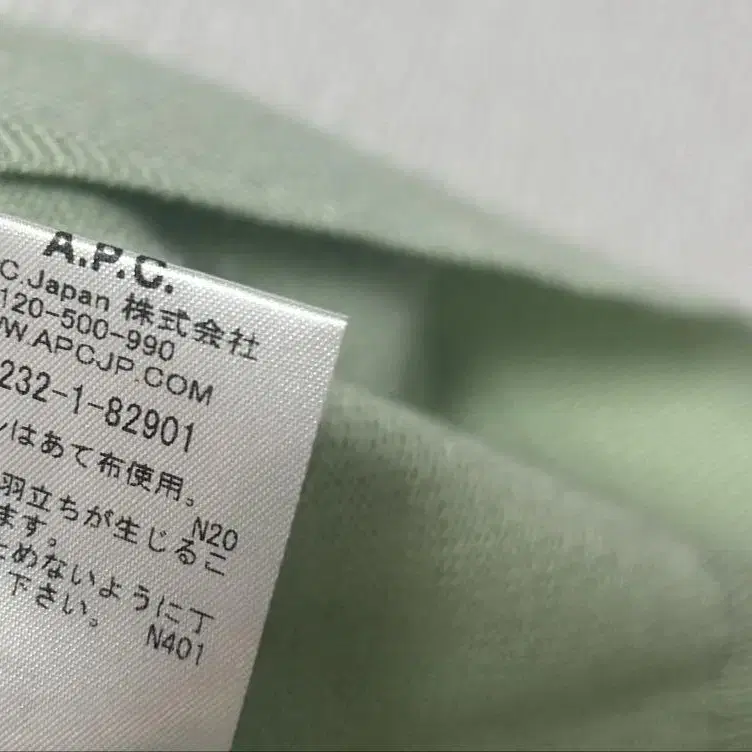 A.P.C.
C.Japan 株式会社
120-500-990
W.APCJP.COM
232-1-82901
ンはあて布使用。
N20
羽立ちが生じるこ
ます。
とめないように丁
下さい。
N401